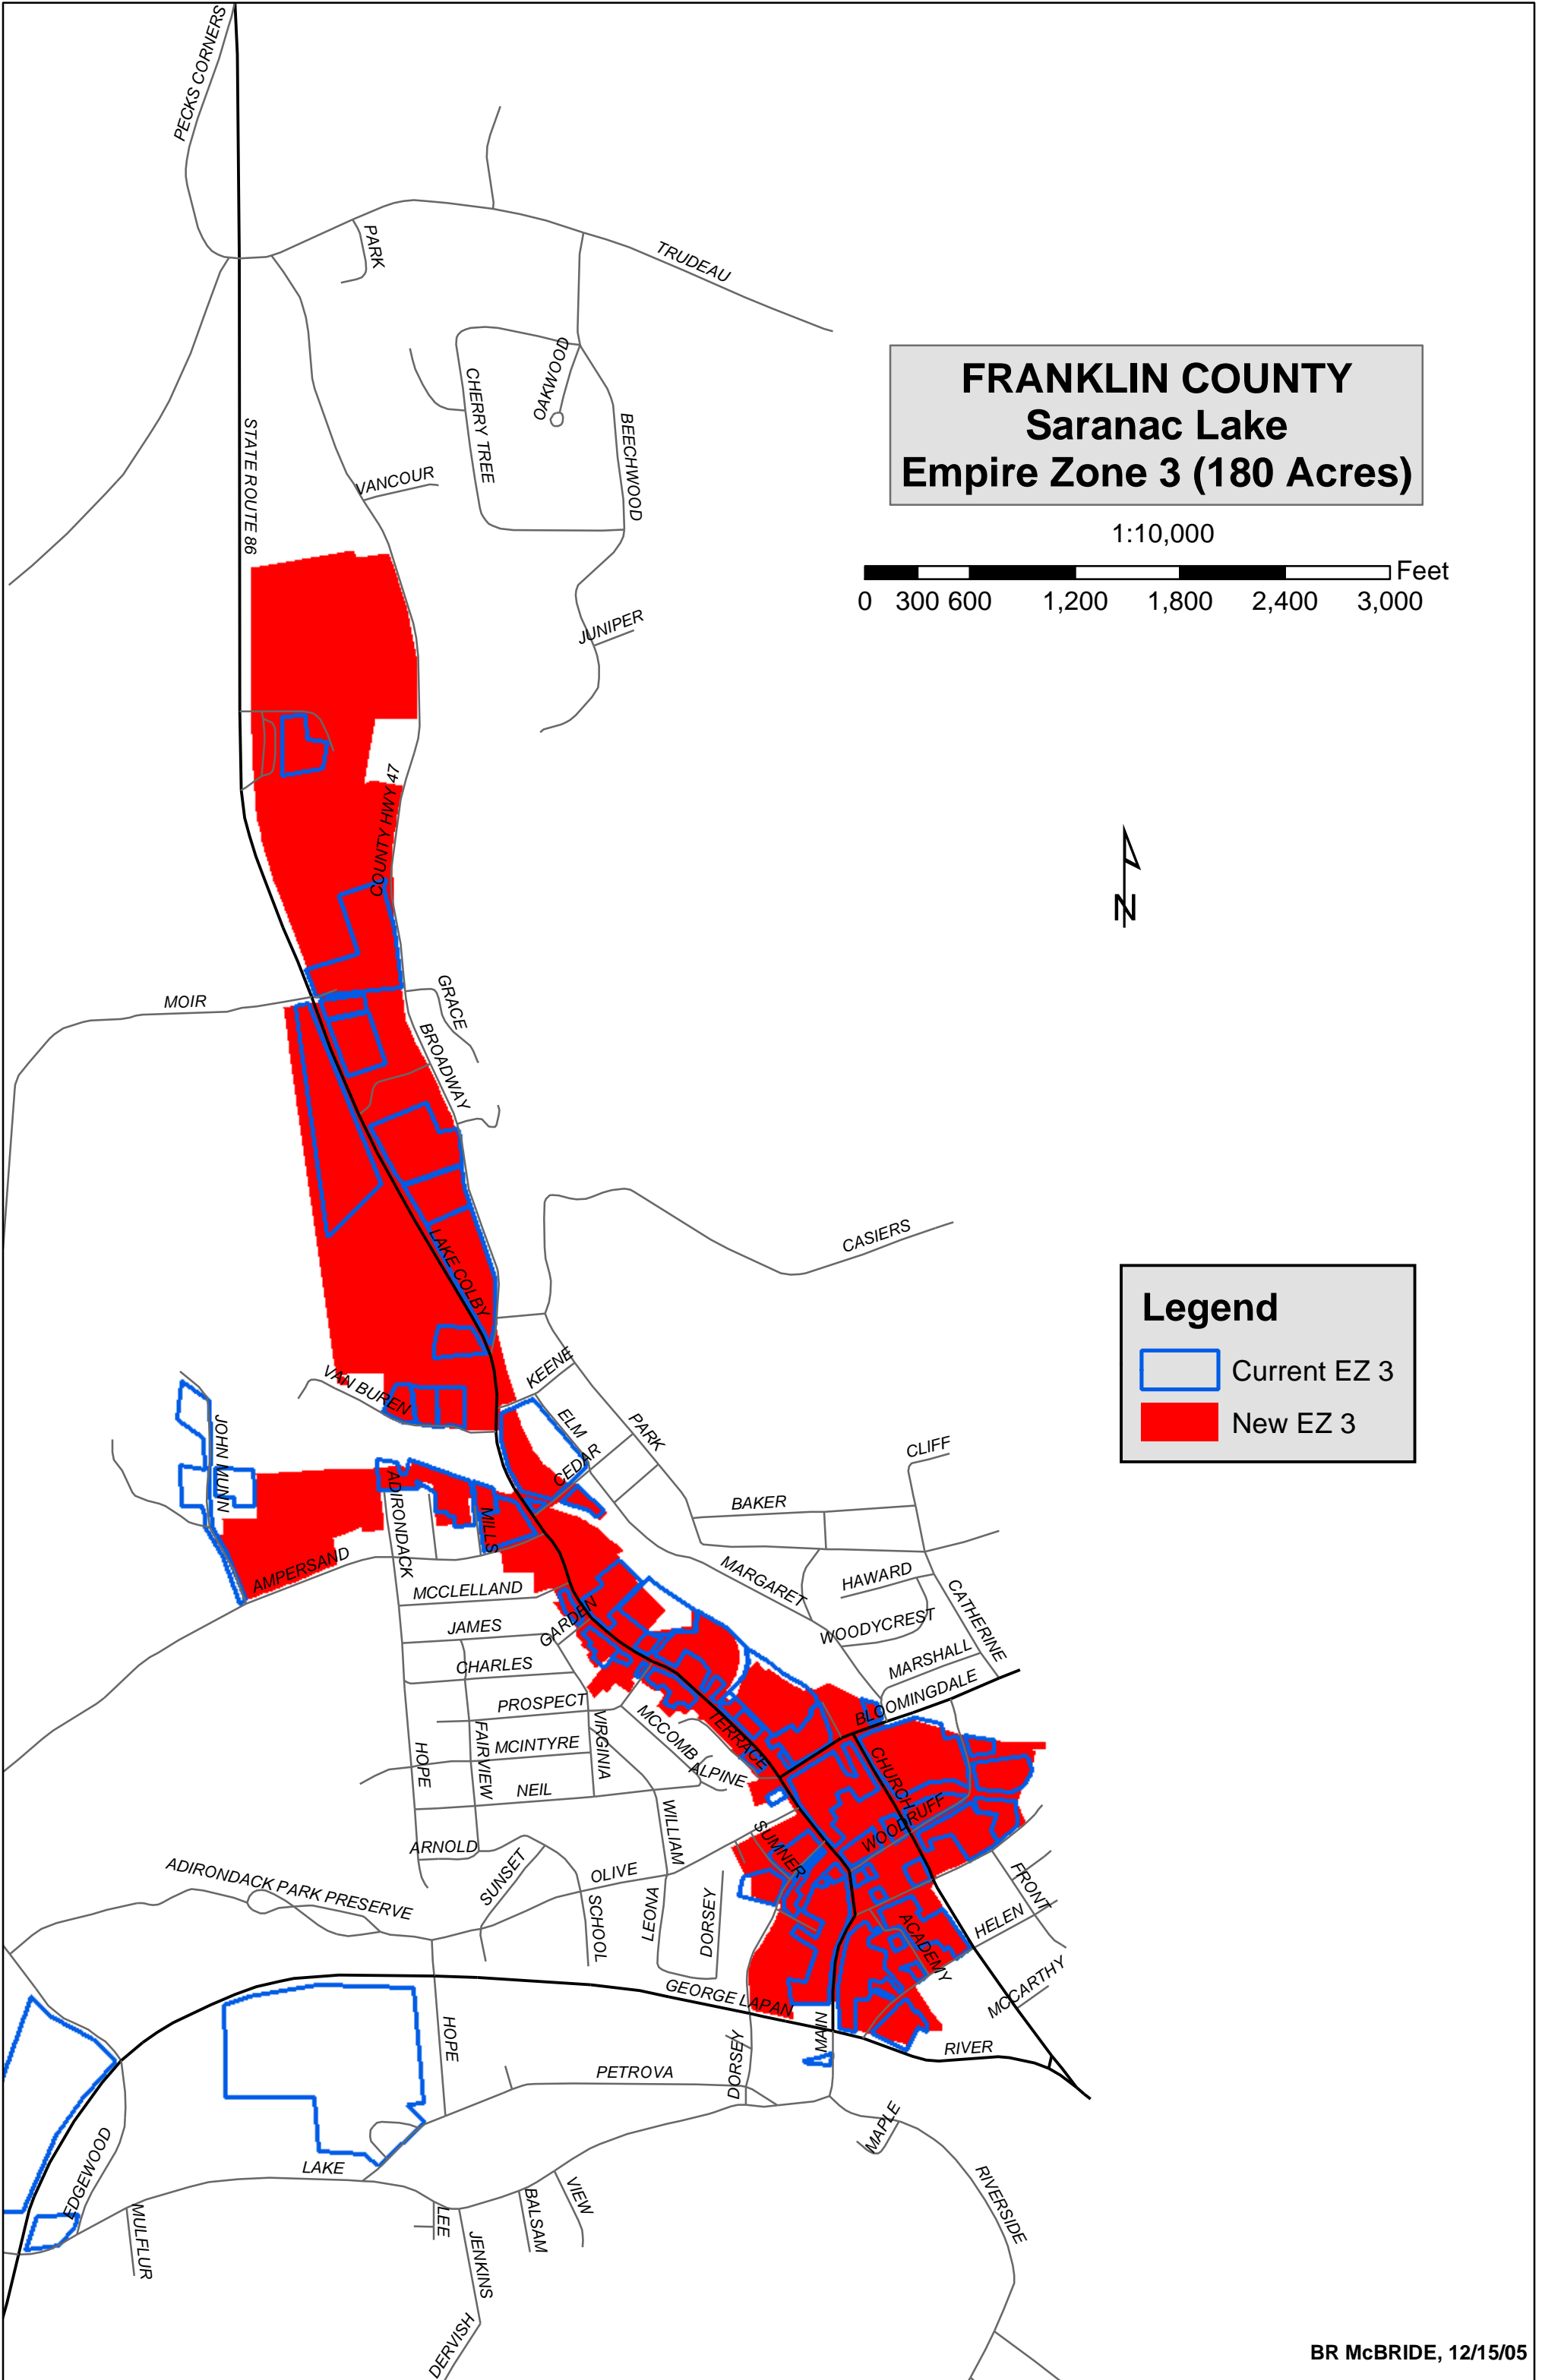 PECKS CORNERS
PARK
TRUDEAU
OAKWOOD
CHERRY TREE
BEECHWOOD
STATE ROUTE 86
VANCOUR
JUNIPER
FRANKLIN COUNTY
Saranac Lake
Empire Zone 3 (180 Acres)
1:10,000
Feet
0 300 600 1,200 1,800 2,400 3,000
N
COUNTY HWY 47
MOIR
GRACE
BROADWAY
CASIERS
LAKE COLBY
Legend
Current EZ 3
New EZ 3
KEENE
VAN BUREN
ELM
PARK
JOHN MUNN
CEDAR
CLIFF
ADIRONDACK
MILLS
BAKER
AMPERSAND
MCCLELLAND
MARGARET
HAWARD
CATHERINE
JAMES
GARDEN
WOODYCREST
CHARLES
MARSHALL
PROSPECT
BLOOMINGDALE
MCCOMB
TERRACE
VIRGINIA
FAIRVIEW
MCINTYRE
HOPE
ALPINE
CHURCH
NEIL
WILLIAM
WOODRUFF
SUMNER
ARNOLD
SUNSET
OLIVE
ADIRONDACK PARK PRESERVE
SCHOOL
LEONA
DORSEY
FRONT
ACADEMY
HELEN
GEORGE LAPAN
MCCARTHY
HOPE
MAIN
RIVER
DORSEY
PETROVA
MAPLE
EDGEWOOD
LAKE
RIVERSIDE
VIEW
BALSAM
LEE
MULFLUR
JENKINS
DERVISH
BR McBRIDE, 12/15/05